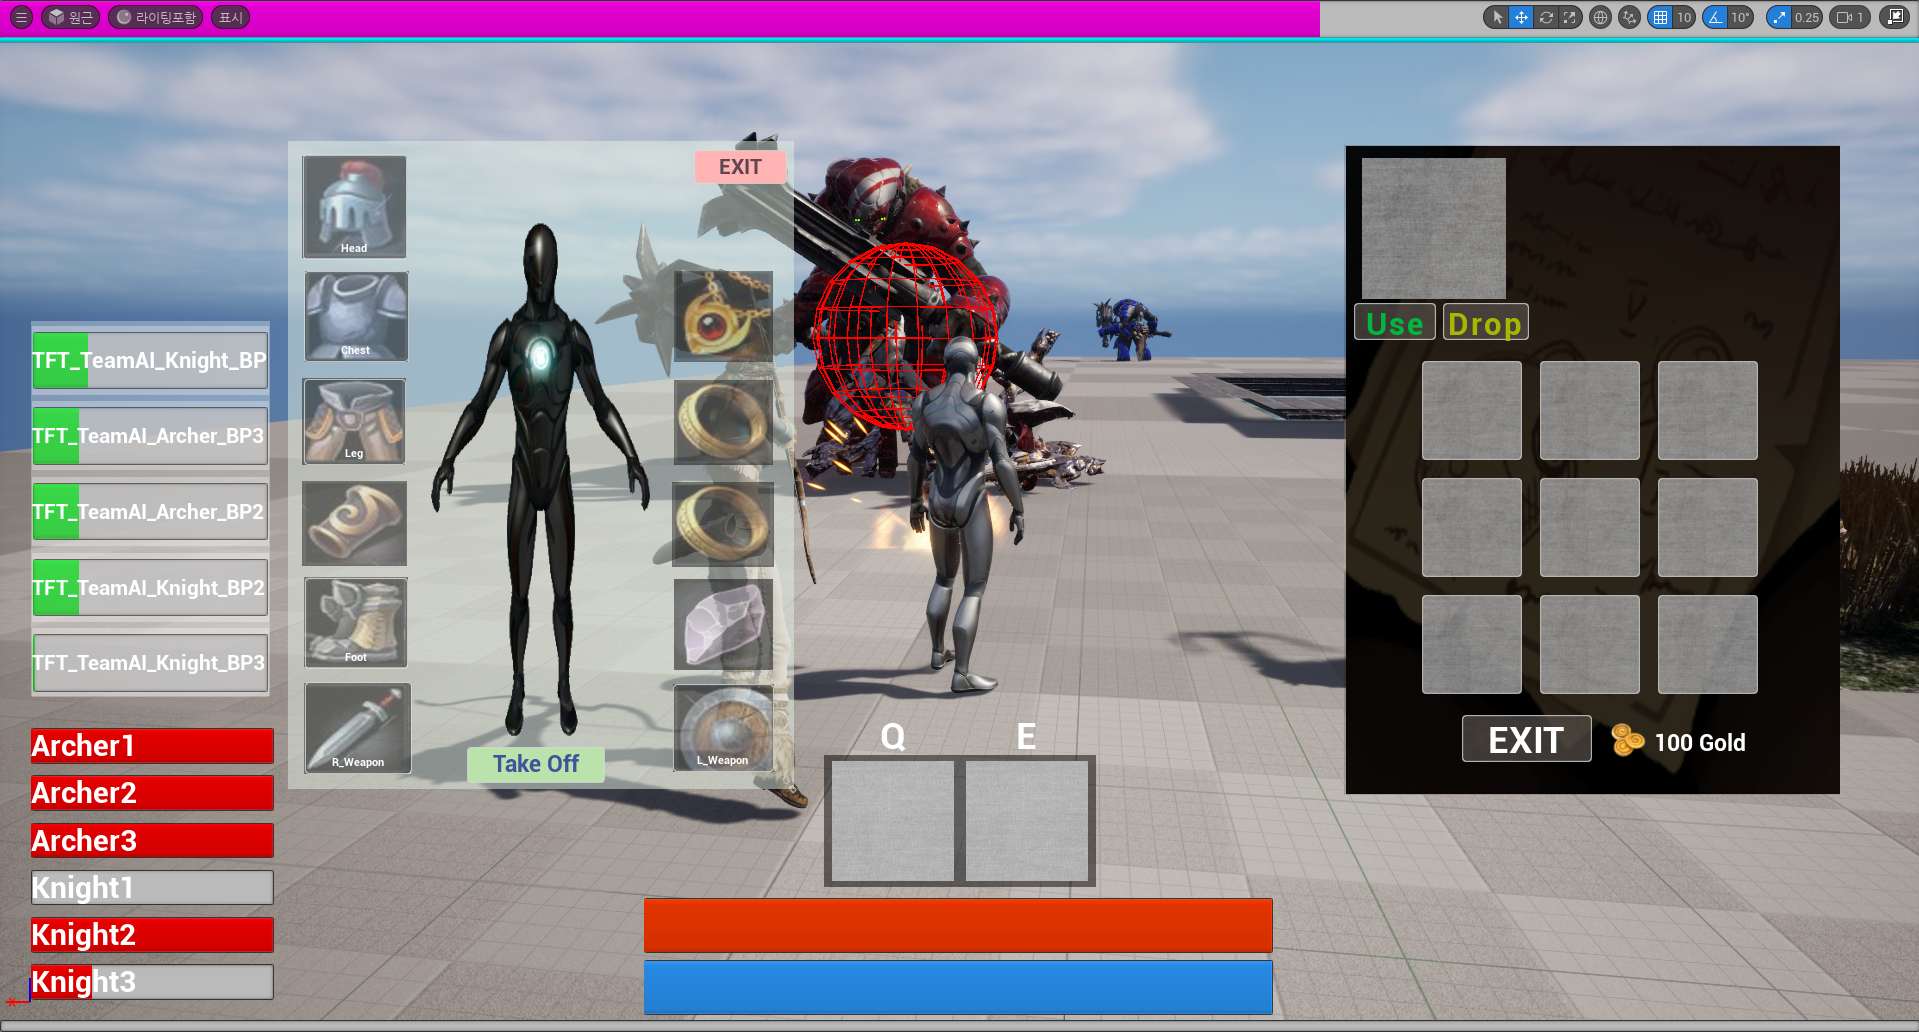 원근
라이팅포함
표시
10
10°
0.25
1
EXIT
Head
Chest
Leg
Foot
R_Weapon
L_Weapon
Take Off
TFT_TeamAI_Knight_BP
TFT_TeamAI_Archer_BP3
TFT_TeamAI_Archer_BP2
TFT_TeamAI_Knight_BP2
TFT_TeamAI_Knight_BP3
Archer1
Archer2
Archer3
Knight1
Knight2
Knight3
Q
E
Use
Drop
EXIT
100 Gold